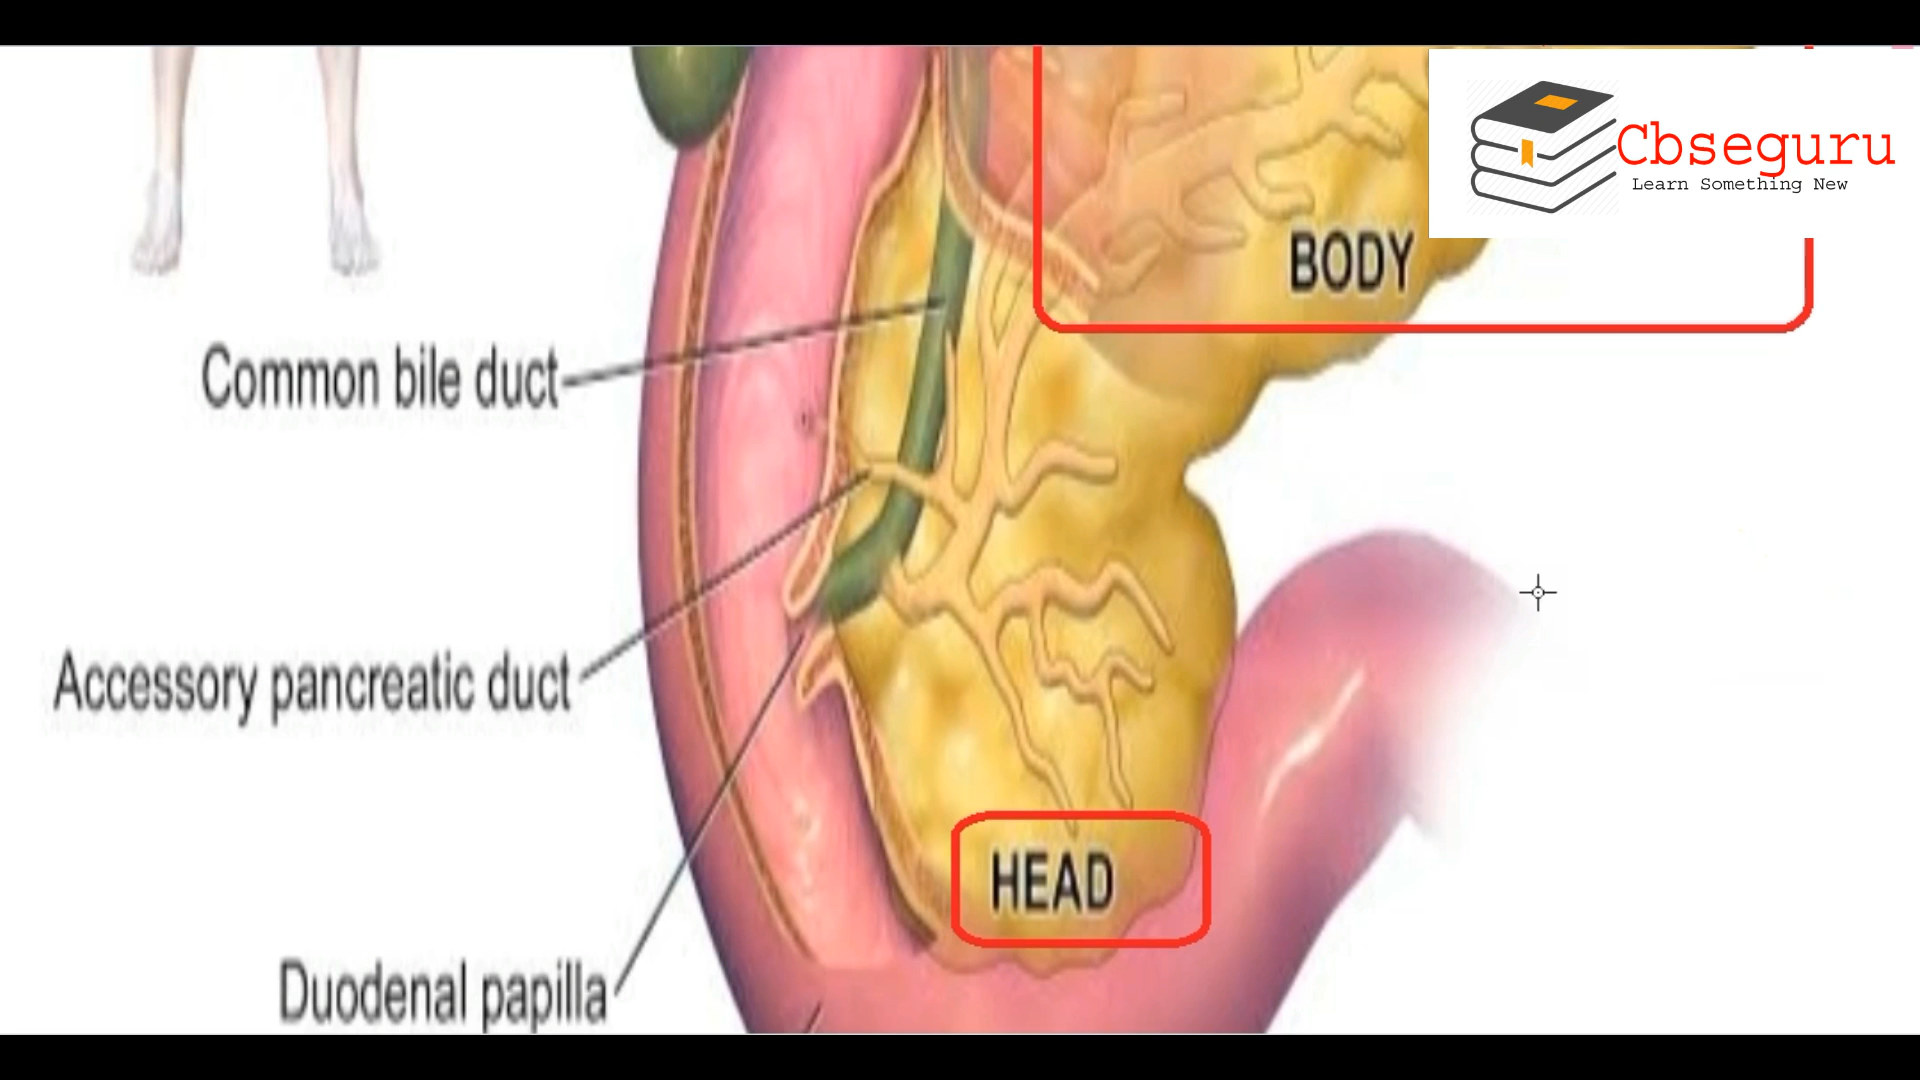 Cbseguru
Learn Something New
BODY
Common bile duct
Accessory pancreatic duct
HEAD
Duodenal papilla